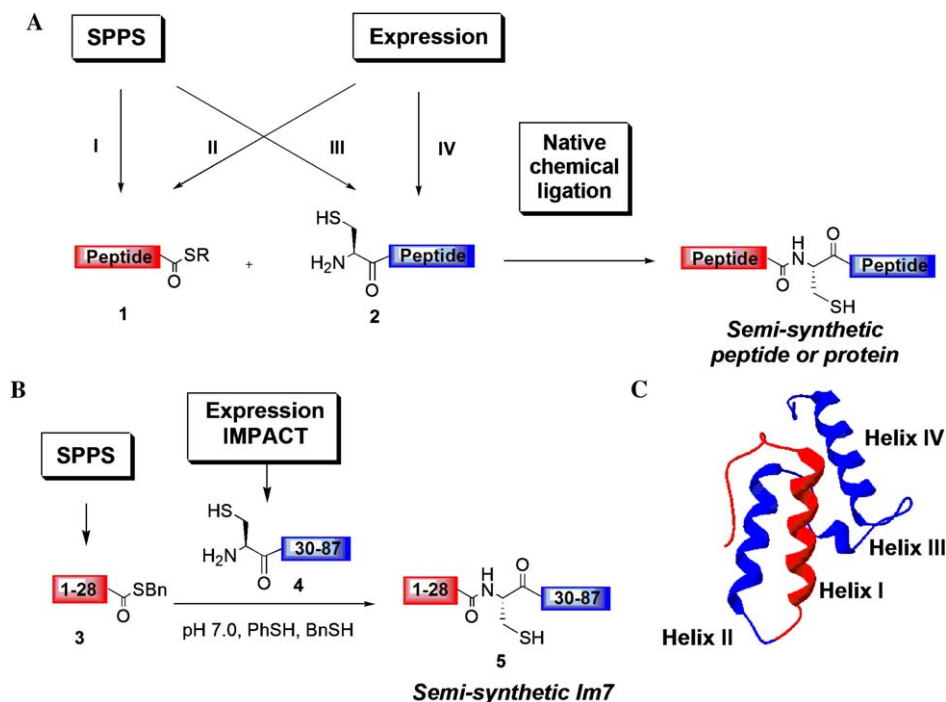 A
SPPS
Expression
I
II
III
IV
Native
chemical
ligation
Peptide
SR
O
1
+
HS
H2N
O
Peptide
2
Peptide
HN
O
O
SH
Peptide
Semi-synthetic
peptide or protein
B
SPPS
Expression
IMPACT
HS
H2N
O
30-87
4
1-28
SBn
O
3
pH 7.0, PhSH, BnSH
1-28
HN
O
O
SH
30-87
5
Semi-synthetic Im7
C
Helix IV
Helix III
Helix I
Helix II